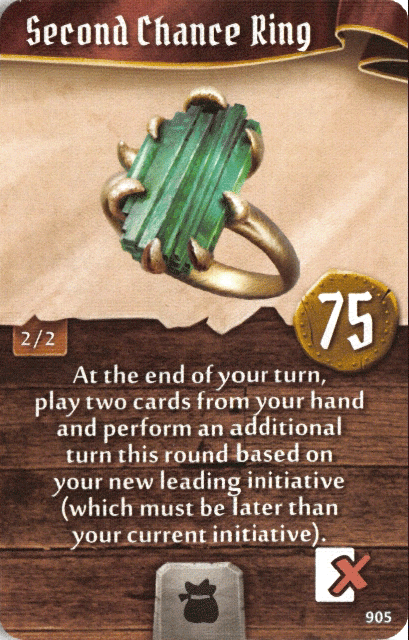 Second Chance Ring
75
2/2
At the end of your turn,
play two cards from your hand
and perform an additional
turn this round based on
your new leading initiative
(which must be later than
your current initiative).
905